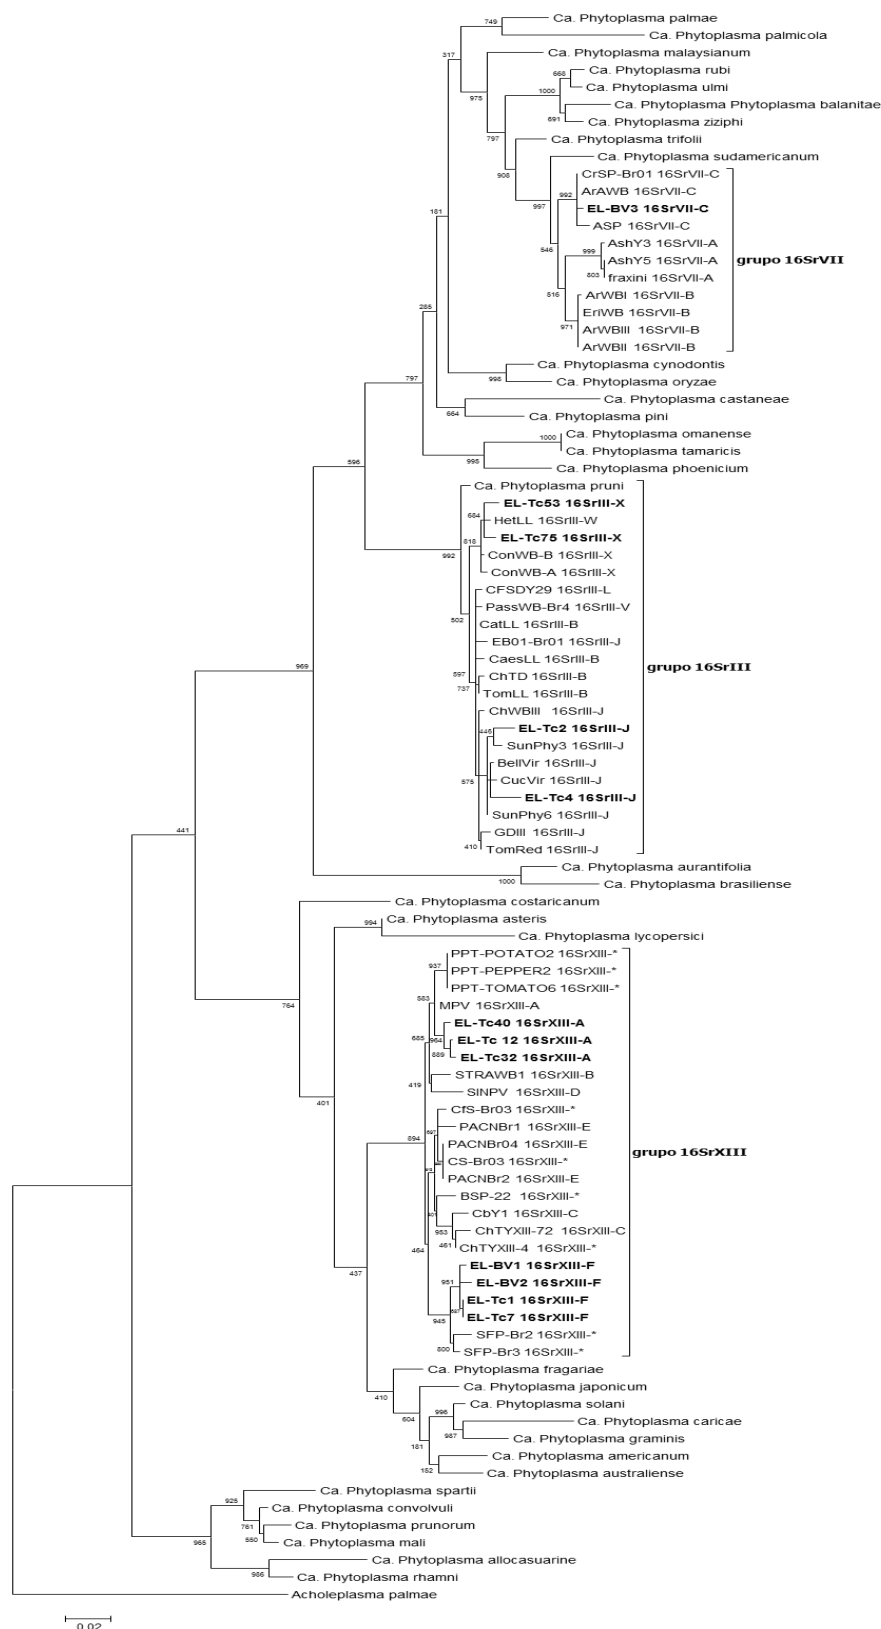 749
Ca. Phytoplasma palmae
Ca. Phytoplasma palmicola
317
Ca. Phytoplasma malaysianum
975
668
Ca. Phytoplasma rubi
Ca. Phytoplasma ulmi
1000
Ca. Phytoplasma Phytoplasma balanitae
691
Ca. Phytoplasma ziziphi
797
Ca. Phytoplasma trifolii
908
Ca. Phytoplasma sudamericanum
997
CrSP-Br01 16SrVII-C
992
ArAWB 16SrVII-C
EL-BV3 16SrVII-C
181
ASP 16SrVII-C
546
AshY3 16SrVII-A
999
AshY5 16SrVII-A
grupo 16SrVII
803
fraxini 16SrVII-A
516
ArWBI 16SrVII-B
285
EriWB 16SrVII-B
971
ArWBIII 16SrVII-B
ArWBII 16SrVII-B
Ca. Phytoplasma cynodontis
998
Ca. Phytoplasma oryzae
797
Ca. Phytoplasma castaneae
664
Ca. Phytoplasma pini
1000
Ca. Phytoplasma omanense
Ca. Phytoplasma tamaricis
995
Ca. Phytoplasma phoenicium
596
Ca. Phytoplasma pruni
EL-Tc53 16SrIII-X
684
HetLL 16SrIII-W
EL-Tc75 16SrIII-X
818
992
ConWB-B 16SrIII-X
ConWB-A 16SrIII-X
CFSDY29 16SrIII-L
PassWB-Br4 16SrIII-V
502
CatLL 16SrIII-B
EB01-Br01 16SrIII-J
CaesLL 16SrIII-B
grupo 16SrIII
969
597
ChTD 16SrIII-B
737
TomLL 16SrIII-B
ChWBIII 16SrIII-J
446
EL-Tc2 16SrIII-J
SunPhy3 16SrIII-J
BellVir 16SrIII-J
575
CucVir 16SrIII-J
EL-Tc4 16SrIII-J
SunPhy6 16SrIII-J
441
GDIII 16SrIII-J
410
TomRed 16SrIII-J
Ca. Phytoplasma aurantifolia
1000
Ca. Phytoplasma brasiliense
Ca. Phytoplasma costaricanum
994
Ca. Phytoplasma asteris
Ca. Phytoplasma lycopersici
PPT-POTATO2 16SrXIII-*
937
PPT-PEPPER2 16SrXIII-*
PPT-TOMATO6 16SrXIII-*
583
764
MPV 16SrXIII-A
EL-Tc40 16SrXIII-A
685
964
EL-Tc 12 16SrXIII-A
889
EL-Tc32 16SrXIII-A
STRAWB1 16SrXIII-B
419
SINPV 16SrXIII-D
401
CfS-Br03 16SrXIII-*
PACNBr1 16SrXIII-E
894
PACNBr04 16SrXIII-E
grupo 16SrXIII
CS-Br03 16SrXIII-*
PACNBr2 16SrXIII-E
BSP-22 16SrXIII-*
CbY1 16SrXIII-C
953
ChTYXIII-72 16SrXIII-C
464
461
ChTYXIII-4 16SrXIII-*
EL-BV1 16SrXIII-F
437
951
EL-BV2 16SrXIII-F
EL-Tc1 16SrXIII-F
945
EL-Tc7 16SrXIII-F
SFP-Br2 16SrXIII-*
800
SFP-Br3 16SrXIII-*
Ca. Phytoplasma fragariae
410
Ca. Phytoplasma japonicum
Ca. Phytoplasma solani
604
996
Ca. Phytoplasma caricae
987
Ca. Phytoplasma graminis
181
Ca. Phytoplasma americanum
152
Ca. Phytoplasma australiense
Ca. Phytoplasma spartii
925
Ca. Phytoplasma convolvuli
761
Ca. Phytoplasma prunorum
550
Ca. Phytoplasma mali
965
Ca. Phytoplasma allocasuarine
986
Ca. Phytoplasma rhamni
Acholeplasma palmae
0.02